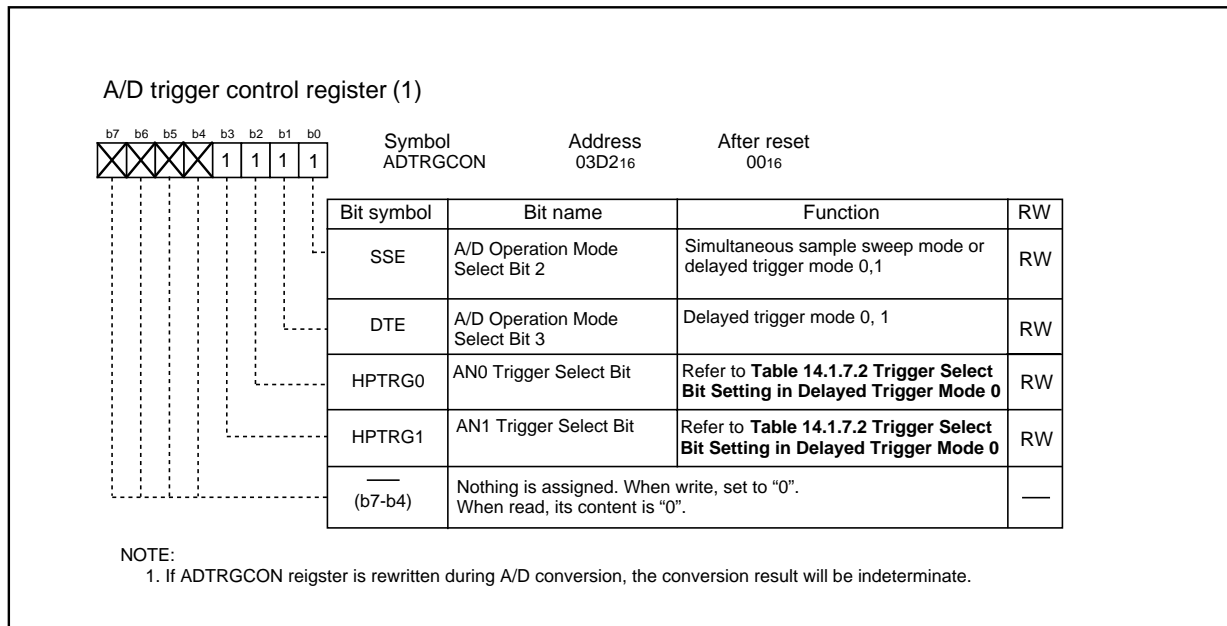 A/D trigger control register (1)
b7 b6 b5 b4 b3 b2 b1 b0
1 1 1 1
Symbol Address After reset
ADTRGCON 03D216 0016
Bit symbol Bit name Function RW
SSE A/D Operation Mode Select Bit 2 Simultaneous sample sweep mode or delayed trigger mode 0,1 RW
DTE A/D Operation Mode Select Bit 3 Delayed trigger mode 0, 1 RW
HPTRG0 AN0 Trigger Select Bit Refer to Table 14.1.7.2 Trigger Select Bit Setting in Delayed Trigger Mode 0 RW
HPTRG1 AN1 Trigger Select Bit Refer to Table 14.1.7.2 Trigger Select Bit Setting in Delayed Trigger Mode 0 RW
(b7-b4) Nothing is assigned. When write, set to “0”.
When read, its content is “0”.
NOTE:
1. If ADTRGCON reigster is rewritten during A/D conversion, the conversion result will be indeterminate.